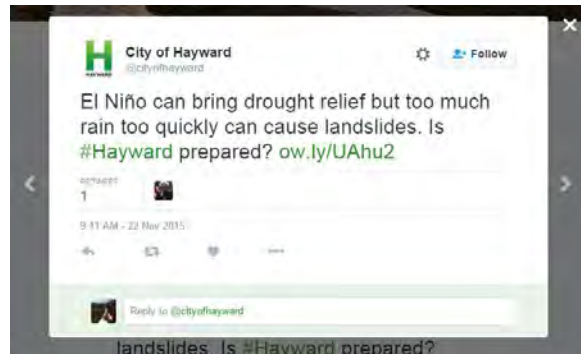 City of Hayward
@cityofhayward
Follow
HAYWARD
El Niño can bring drought relief but too much
rain too quickly can cause landslides. Is
#Hayward prepared? ow.ly/UAhu2
RETWEET
1
9:41 AM - 22 Nov 2015
Reply to @cityofhayward
landslides. Is #Hayward prepared?